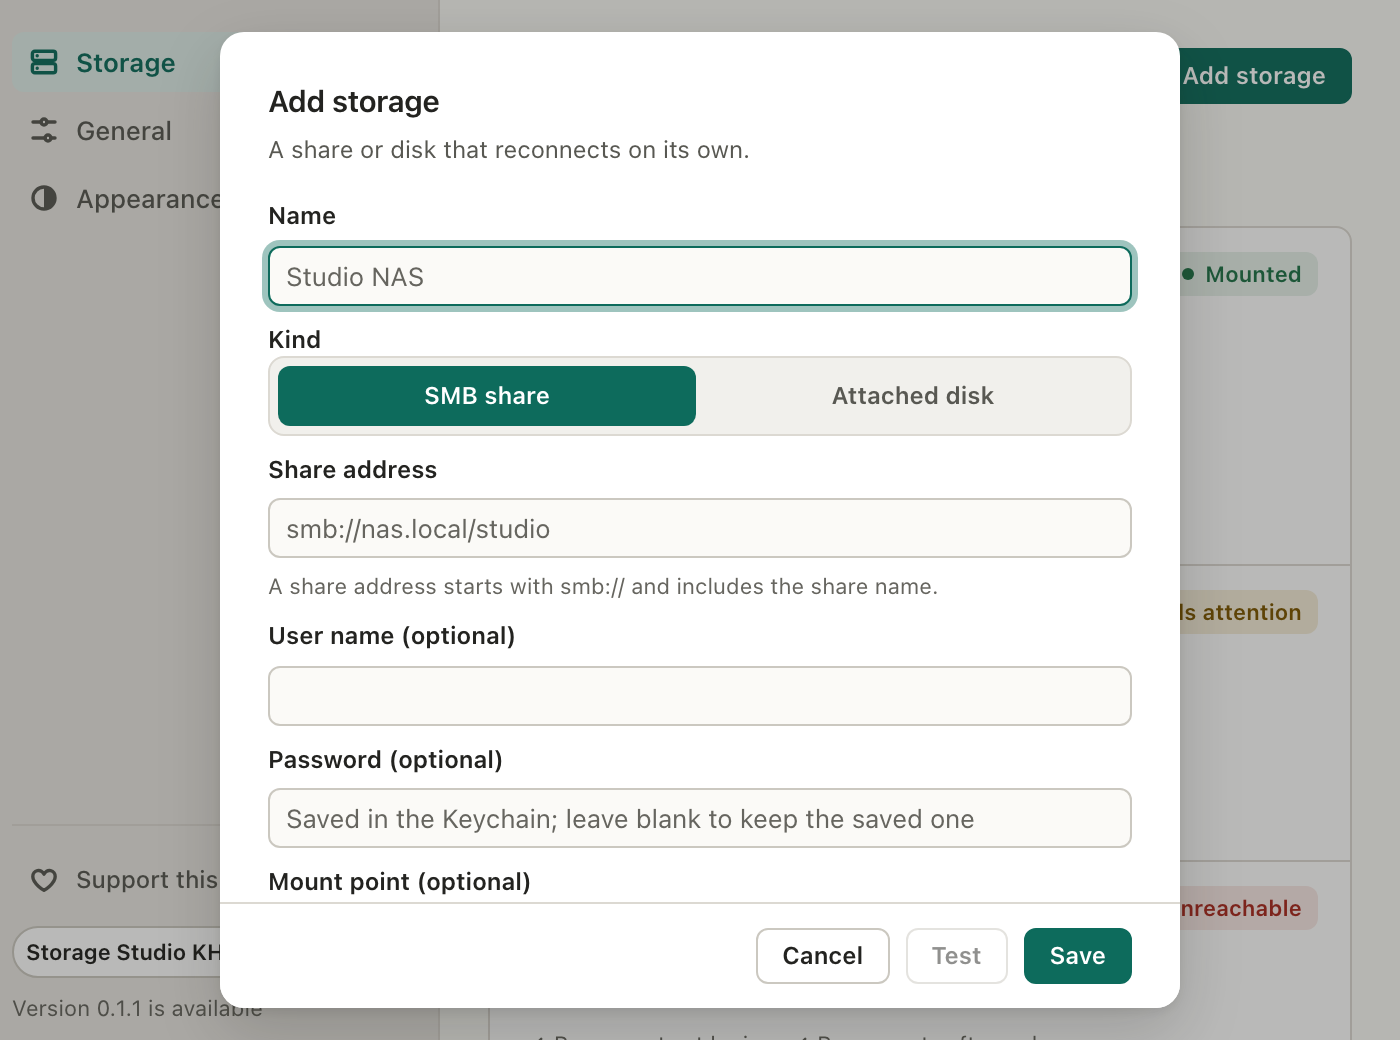 Storage
General
Appearance
Support this
Storage Studio KH
Version 0.1.1 is available
Add storage
Mounted
attention
Add storage
A share or disk that reconnects on its own.
Name
Studio NAS
Kind
SMB share
Attached disk
Share address
smb://nas.local/studio
A share address starts with smb:// and includes the share name.
User name (optional)
Password (optional)
Saved in the Keychain; leave blank to keep the saved one
Mount point (optional)
Cancel
Test
Save